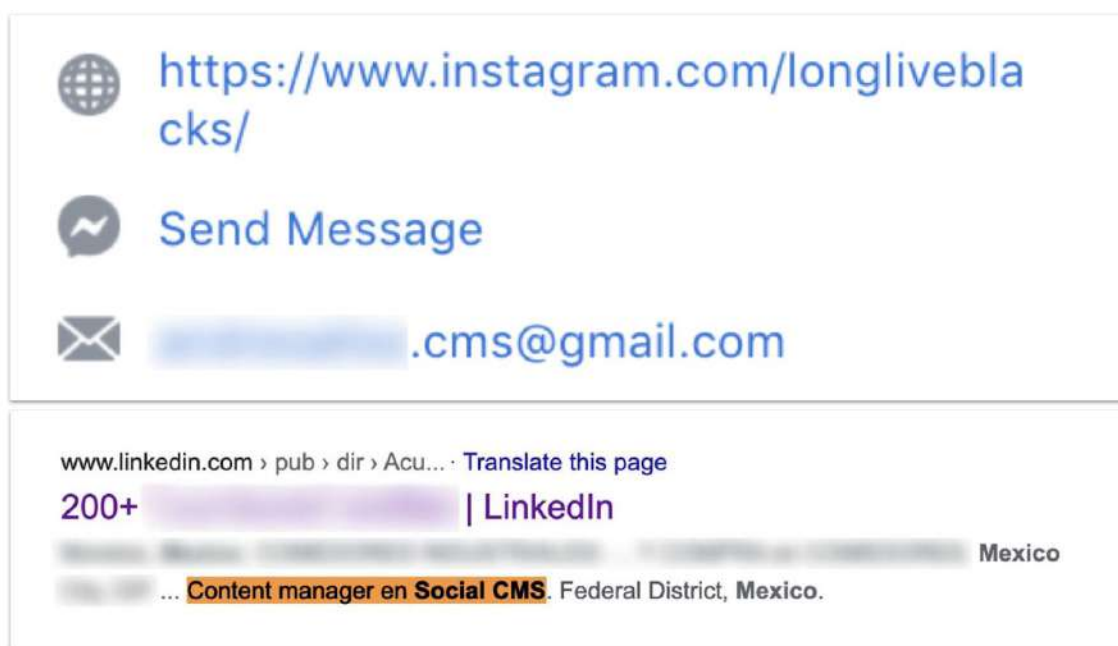 https://www.instagram.com/longlivebla
cks/
Send Message
.cms@gmail.com
www.linkedin.com › pub › dir › Acu... · Translate this page
200+ | LinkedIn
Mexico
... Content manager en Social CMS. Federal District, Mexico.